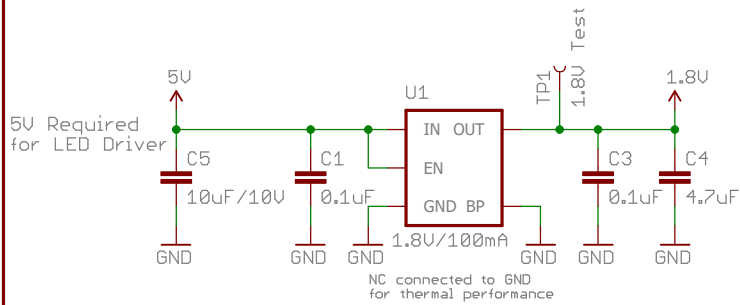 5V
5V Required
for LED Driver
C5
10uF/10V
GND
C1
0.1uF
GND
U1
IN OUT
EN
GND BP
1.8V/100mA
GND
GND
NC connected to GND
for thermal performance
TP1
1.8V Test
C3
0.1uF
GND
1.8V
C4
4.7uF
GND